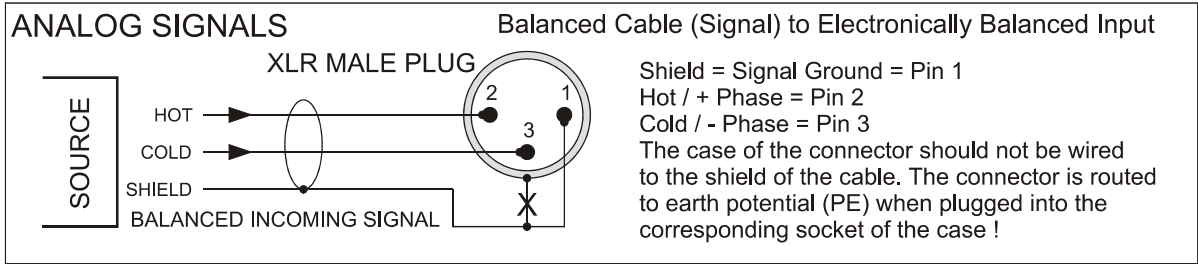 ANALOG SIGNALS
Balanced Cable (Signal) to Electronically Balanced Input
XLR MALE PLUG
SOURCE
HOT
COLD
SHIELD
BALANCED INCOMING SIGNAL
2
1
3
X
Shield = Signal Ground = Pin 1
Hot / + Phase = Pin 2
Cold / - Phase = Pin 3
The case of the connector should not be wired
to the shield of the cable. The connector is routed
to earth potential (PE) when plugged into the
corresponding socket of the case !